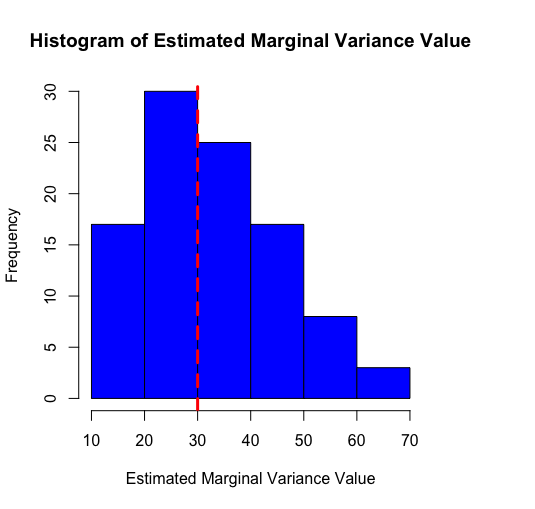 Histogram of Estimated Marginal Variance Value
30
25
20
15
10
5
0
Frequency
10 20 30 40 50 60 70
Estimated Marginal Variance Value